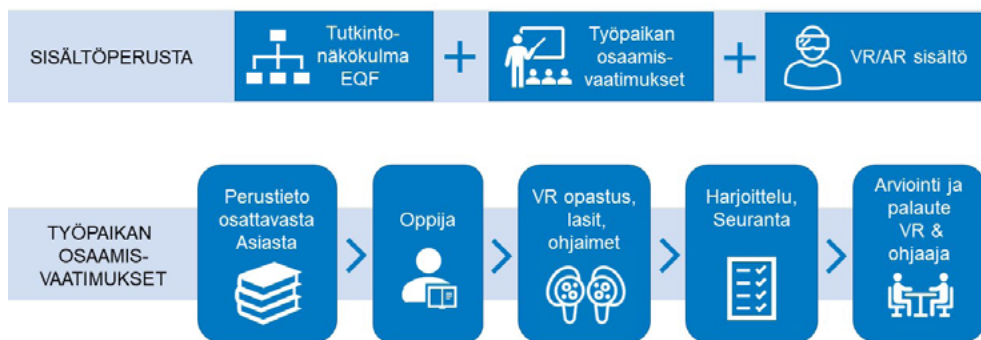 SISÄLTÖPERUSTA
Tutkinto-
näkökulma
EQF
+
Työpaikan
osaamis-
vaatimukset
+
VR/AR sisältö
TYÖPAIKAN
OSAAMIS-
VAATIMUKSET
Perustieto
osattavasta
Asiasta
Oppija
VR opastus,
lasit,
ohjaimet
Harjoittelu,
Seuranta
Arviointi ja
palaute
VR &
ohjaaja